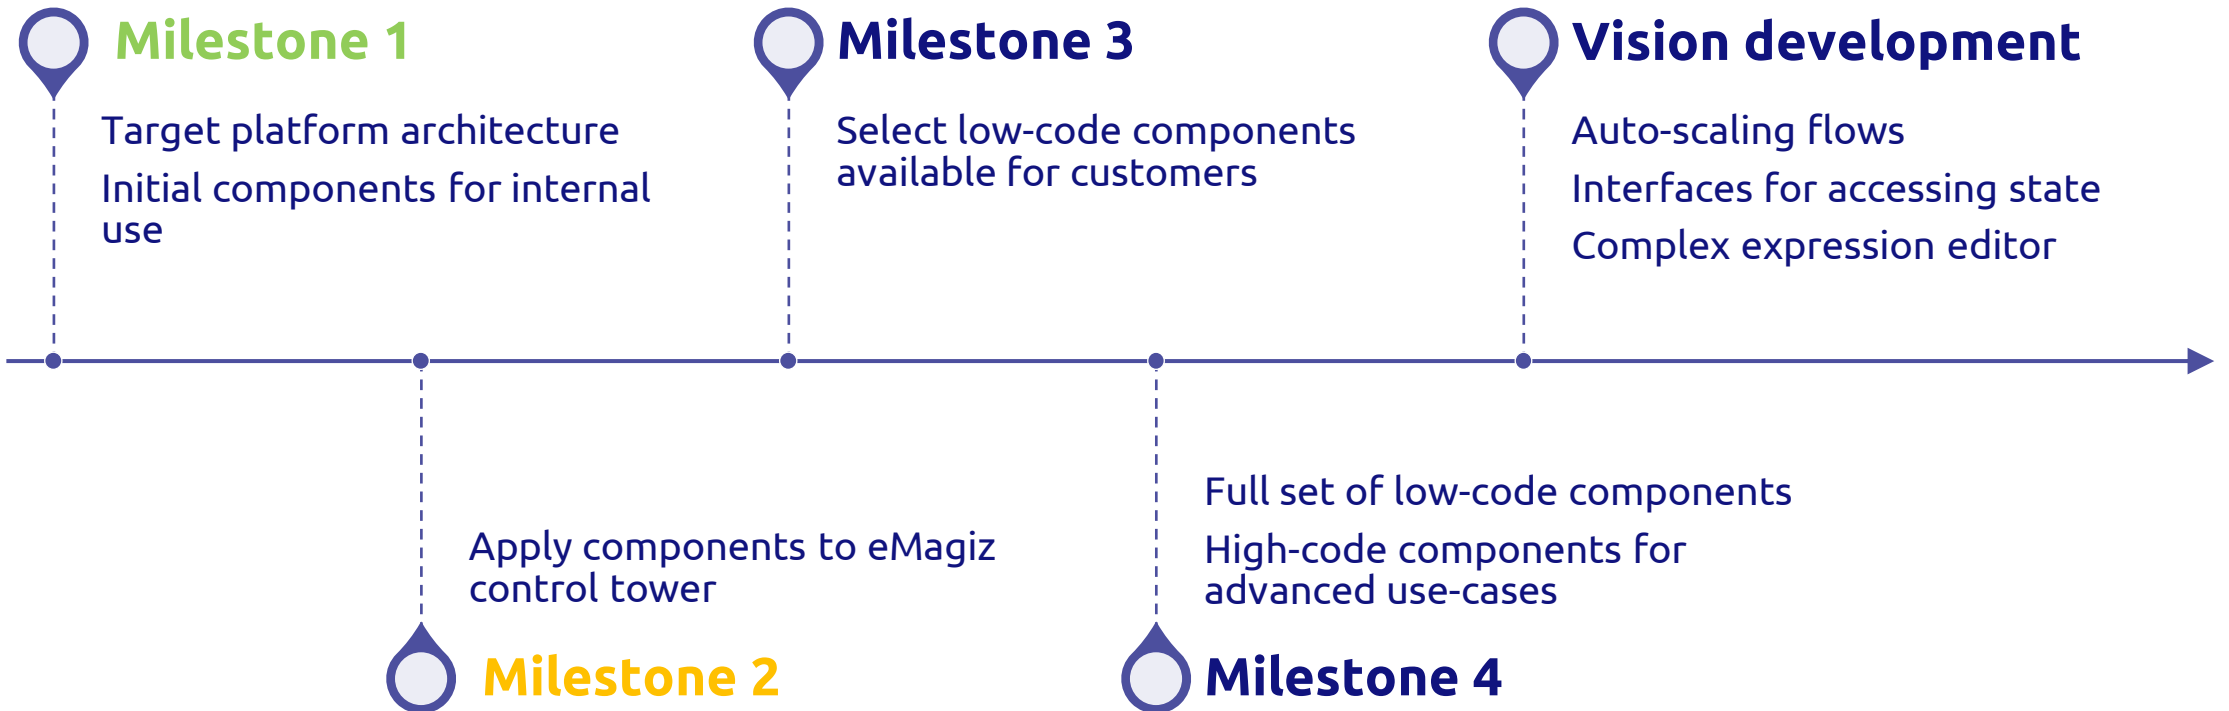 Milestone 1
Target platform architecture
Initial components for internal
use
Apply components to eMagiz
control tower
Milestone 2
Milestone 3
Select low-code components
available for customers
Full set of low-code components
High-code components for
advanced use-cases
Milestone 4
Vision development
Auto-scaling flows
Interfaces for accessing state
Complex expression editor